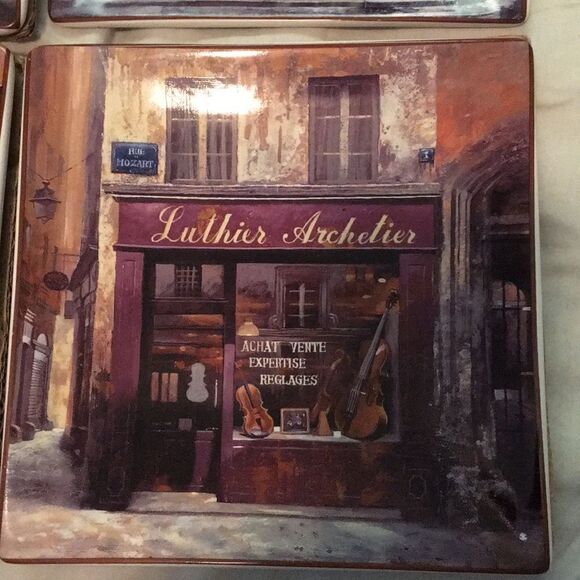 RUE
MOZART
Luthier Archetier
ACHAT VENTE
EXPERTISE
REGLAGES